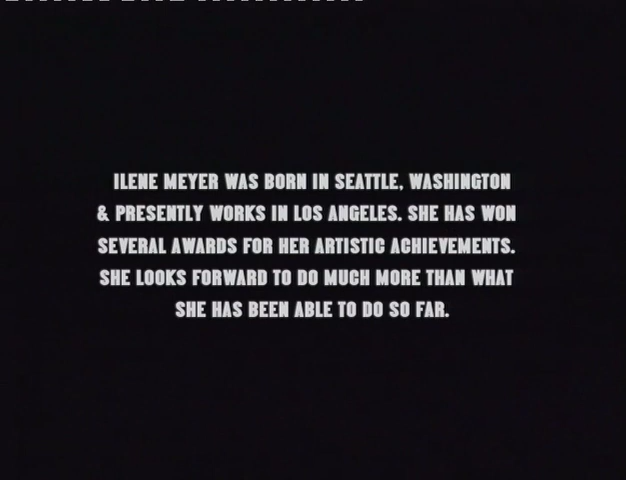 ILENE MEYER WAS BORN IN SEATTLE, WASHINGTON
& PRESENTLY WORKS IN LOS ANGELES. SHE HAS WON
SEVERAL AWARDS FOR HER ARTISTIC ACHIEVEMENTS.
SHE LOOKS FORWARD TO DO MUCH MORE THAN WHAT
SHE HAS BEEN ABLE TO DO SO FAR.